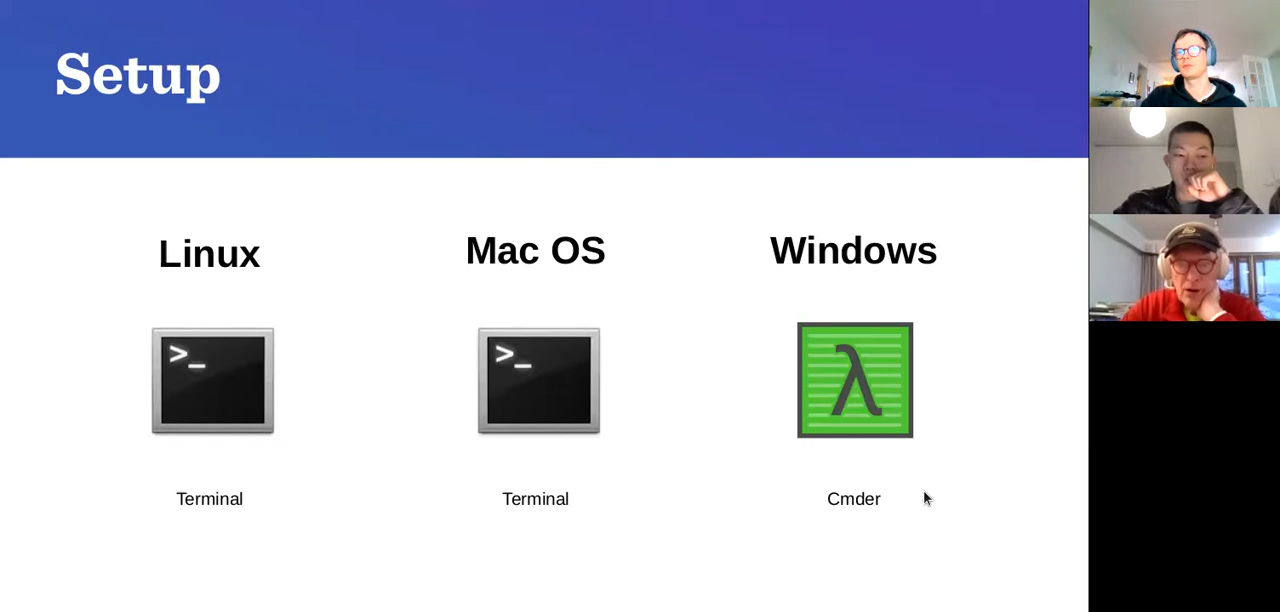 Setup
Linux
Mac OS
Windows
>_
>_
λ
Terminal
Terminal
Cmder